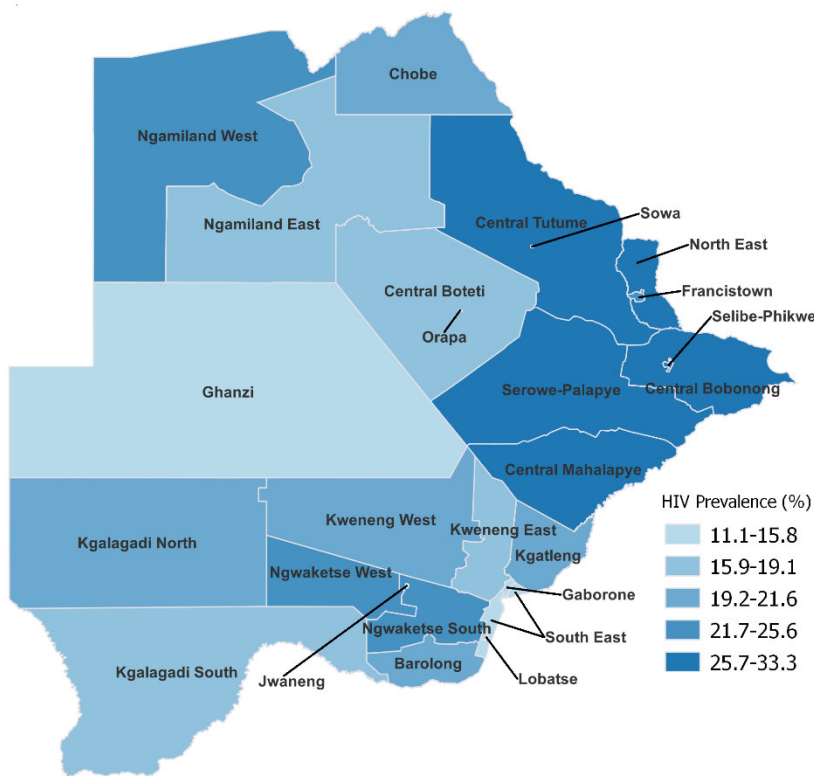 Chobe
Ngamiland West
Ngamiland East
Central Tutume
Sowa
North East
Central Boteti
Francistown
Selibe-Phikwe
Orapa
Ghanzi
Serowe-Palapye
Central Bobonong
Central Mahalapye
HIV Prevalence (%)
11.1-15.8
15.9-19.1
19.2-21.6
21.7-25.6
25.7-33.3
Kgalagadi North
Kweneng West
Kweneng East
Kgatleng
Ngwaketse West
Gaborone
Ngwaketse South
South East
Kgalagadi South
Barolong
Jwaneng
Lobatse